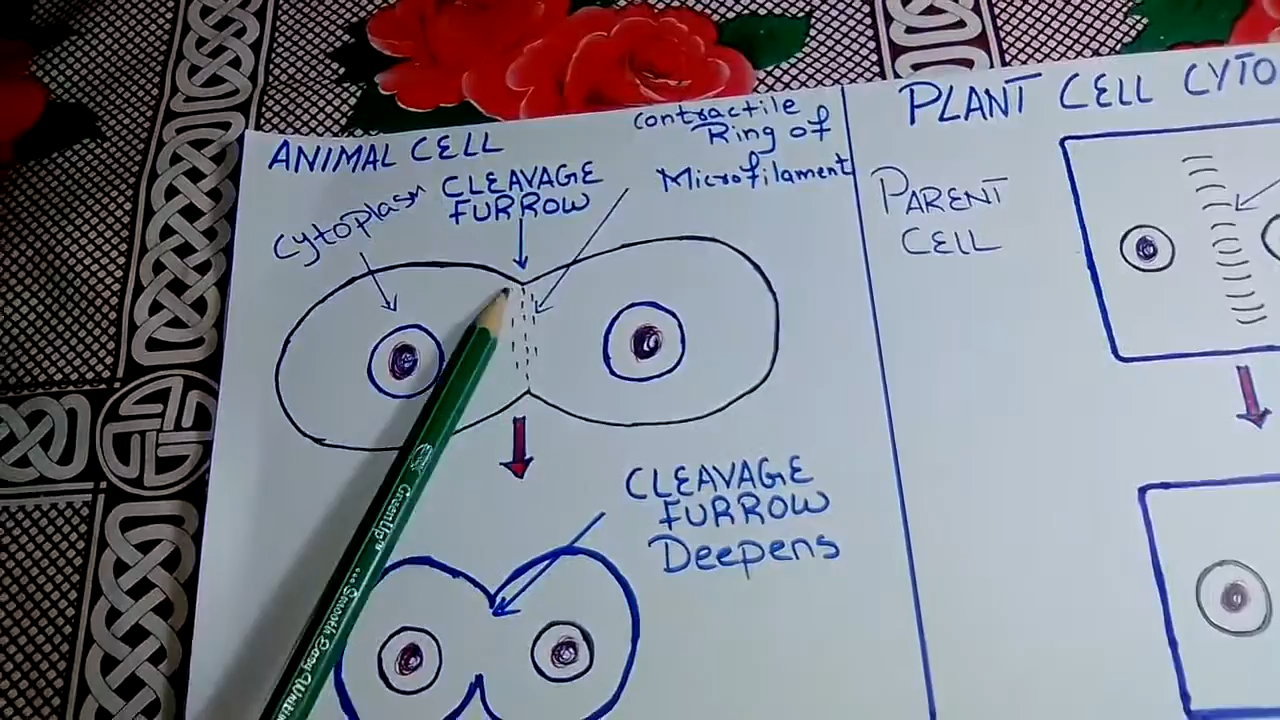 ANIMAL CELL
Cytoplasm
CLEAVAGE
FURROW
contractile
Ring of
Microfilament
CLEAVAGE
FURROW
Deepens
PLANT CELL CYTO
PARENT
CELL